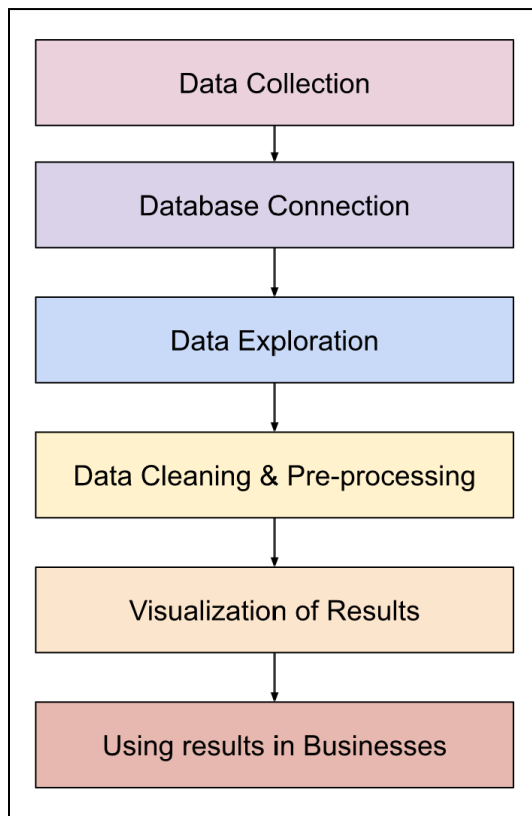 Data Collection
Database Connection
Data Exploration
Data Cleaning & Pre-processing
Visualization of Results
Using results in Businesses